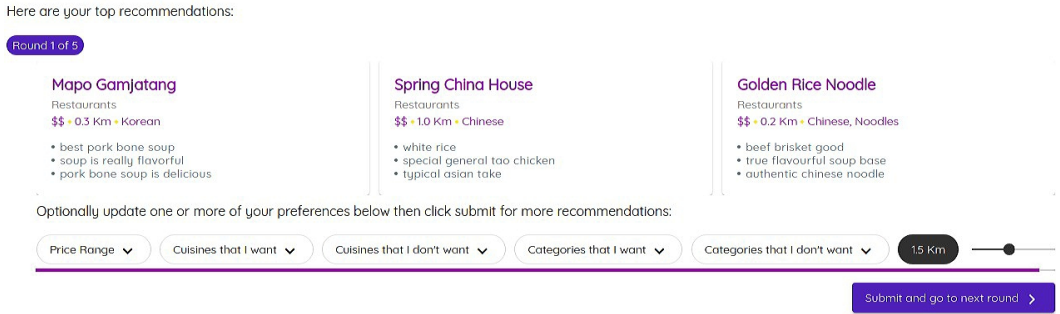 Here are your top recommendations:
Round 1 of 5
Mapo Gamjatang
Restaurants
$$ • 0.3 Km • Korean
• best pork bone soup
• soup is really flavorful
• pork bone soup is delicious
Spring China House
Restaurants
$$ • 1.0 Km • Chinese
• white rice
• special general tao chicken
• typical asian take
Golden Rice Noodle
Restaurants
$$ • 0.2 Km • Chinese, Noodles
• beef brisket good
• true flavourful soup base
• authentic chinese noodle
Optionally update one or more of your preferences below then click submit for more recommendations:
Price Range Cuisines that I want Cuisines that I don't want Categories that I want Categories that I don't want 1.5 Km
Submit and go to next round